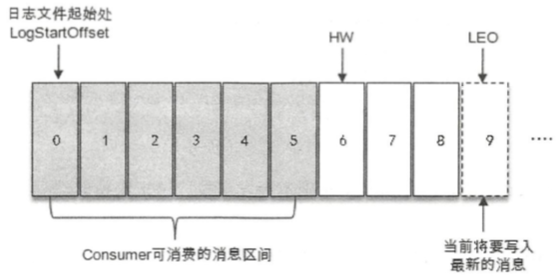 日志文件起始处
LogStartOffset
HW
LEO
0 1 2 3 4 5 6 7 8 9 ....
Consumer可消费的消息区间
当前将要写入
最新的消息